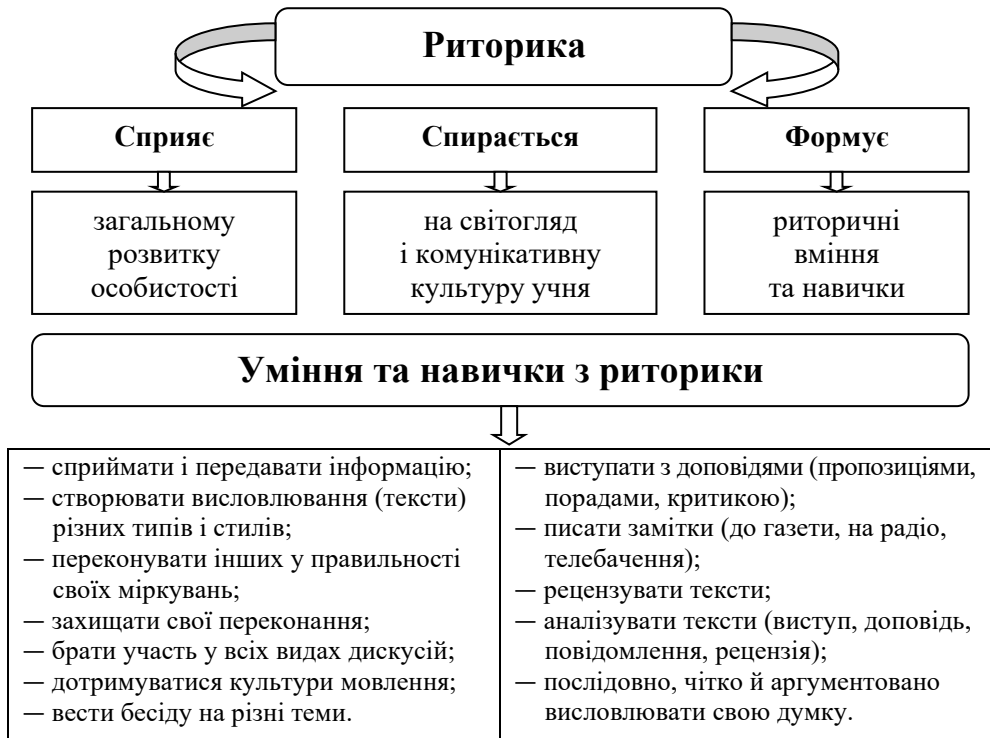 Риторика
Сприяє
Спирається
Формує
загальному
розвитку
особистості
на світогляд
і комунікативну
культуру учня
риторичні
вміння
та навички
Уміння та навички з риторики
— сприймати і передавати інформацію;
— створювати висловлювання (тексти)
різних типів і стилів;
— переконувати інших у правильності
своїх міркувань;
— захищати свої переконання;
— брати участь у всіх видах дискусій;
— дотримуватися культури мовлення;
— вести бесіду на різні теми.
— виступати з доповідями (пропозиціями,
порадами, критикою);
— писати замітки (до газети, на радіо,
телебачення);
— рецензувати тексти;
— аналізувати тексти (виступ, доповідь,
повідомлення, рецензія);
— послідовно, чітко й аргументовано
висловлювати свою думку.